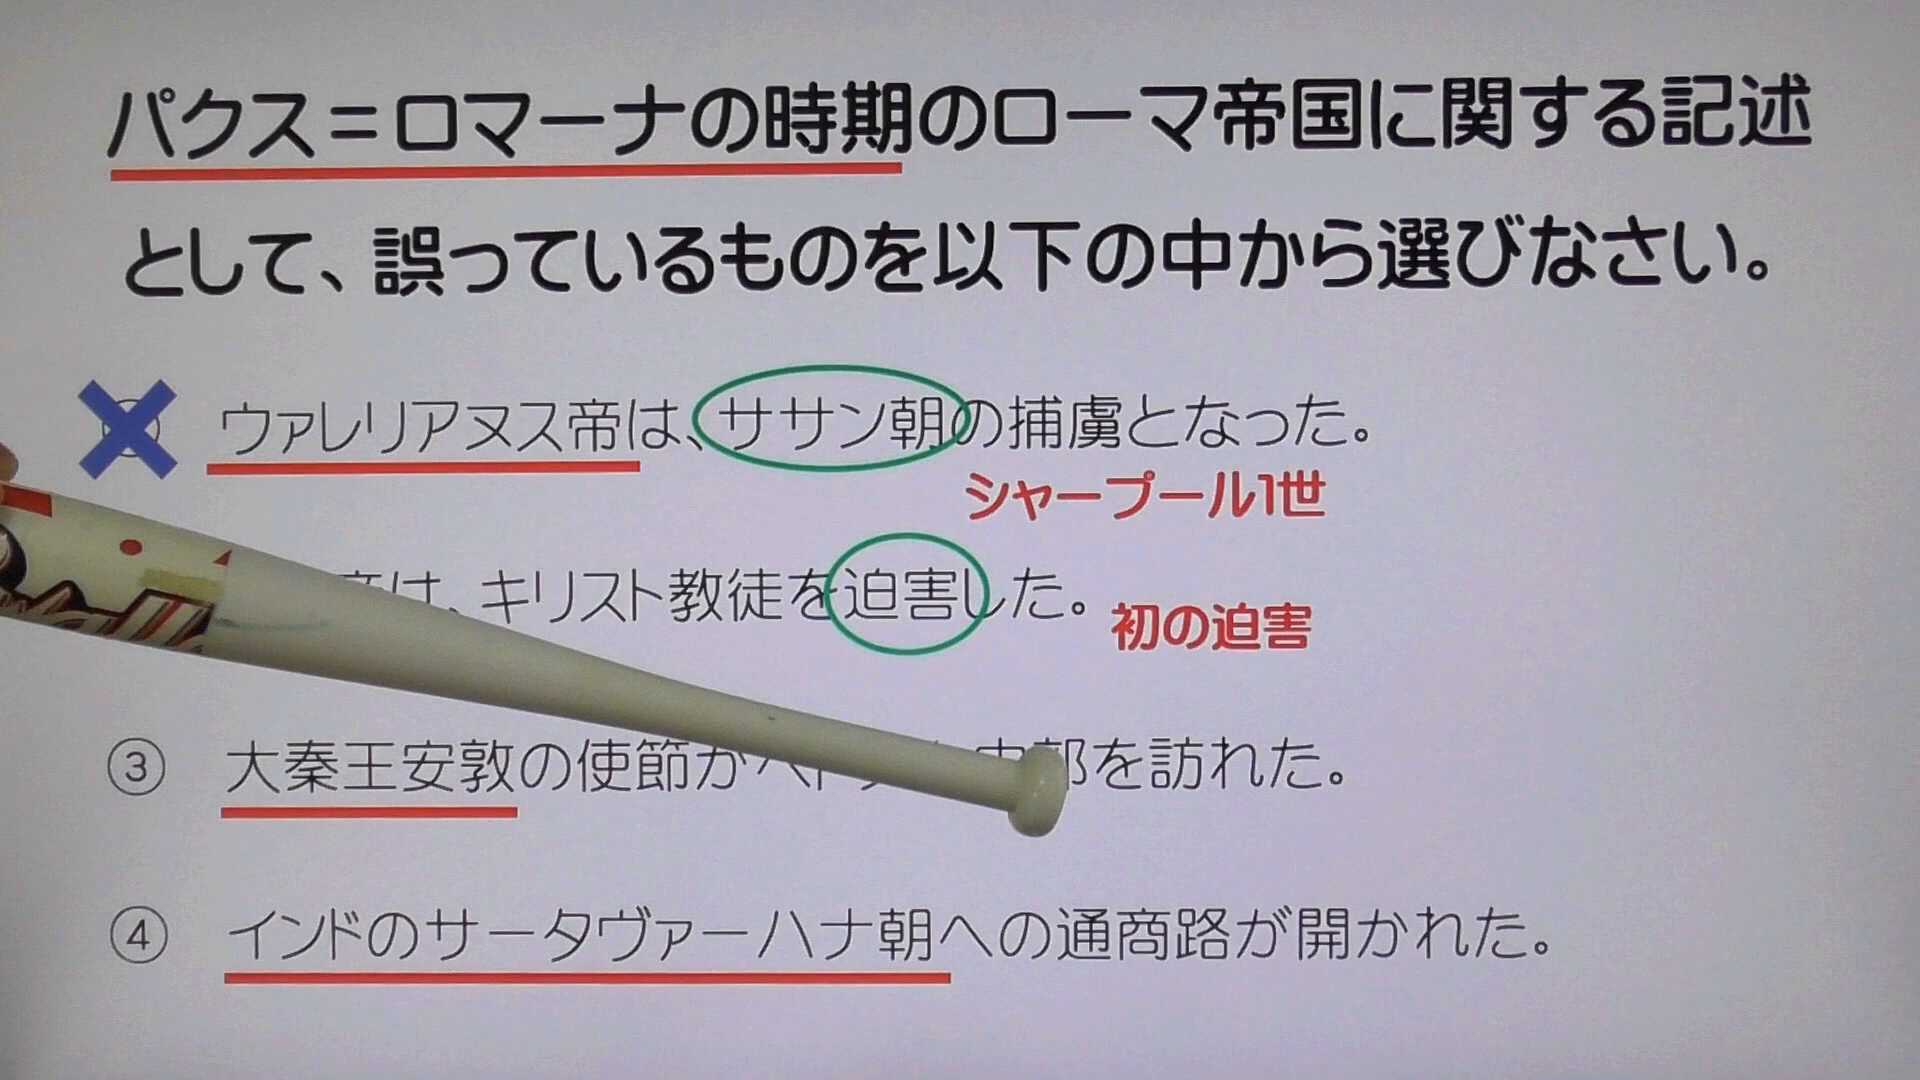 パクス＝ロマーナの時期のローマ帝国に関する記述
として、誤っているものを以下の中から選びなさい。
ウァレリアヌス帝は、ササン朝の捕虜となった。
シャープール1世
帝は、キリスト教徒を迫害した。
初の迫害
③ 大秦王安敦の使節がベトナム中部を訪れた。
④ インドのサータヴァーハナ朝への通商路が開かれた。